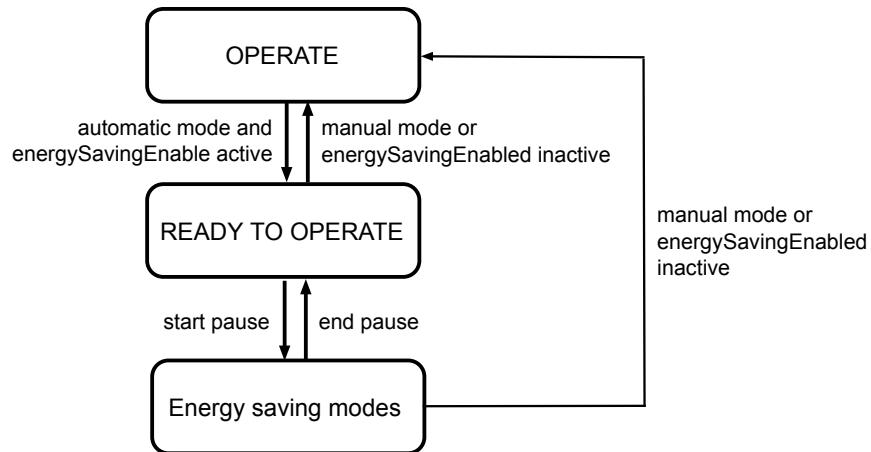 OPERATE
automatic mode and
energySavingEnable active
manual mode or
energySavingEnabled inactive
READY TO OPERATE
manual mode or
energySavingEnabled
inactive
start pause
end pause
Energy saving modes